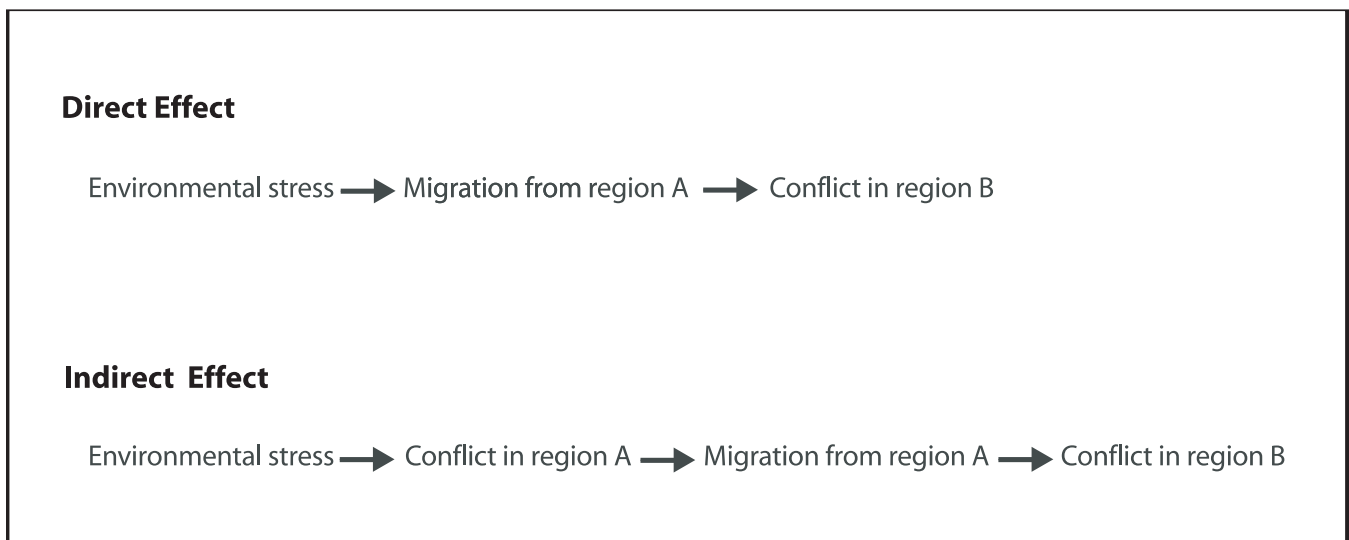 Direct Effect
Environmental stress → Migration from region A → Conflict in region B
Indirect Effect
Environmental stress → Conflict in region A → Migration from region A → Conflict in region B